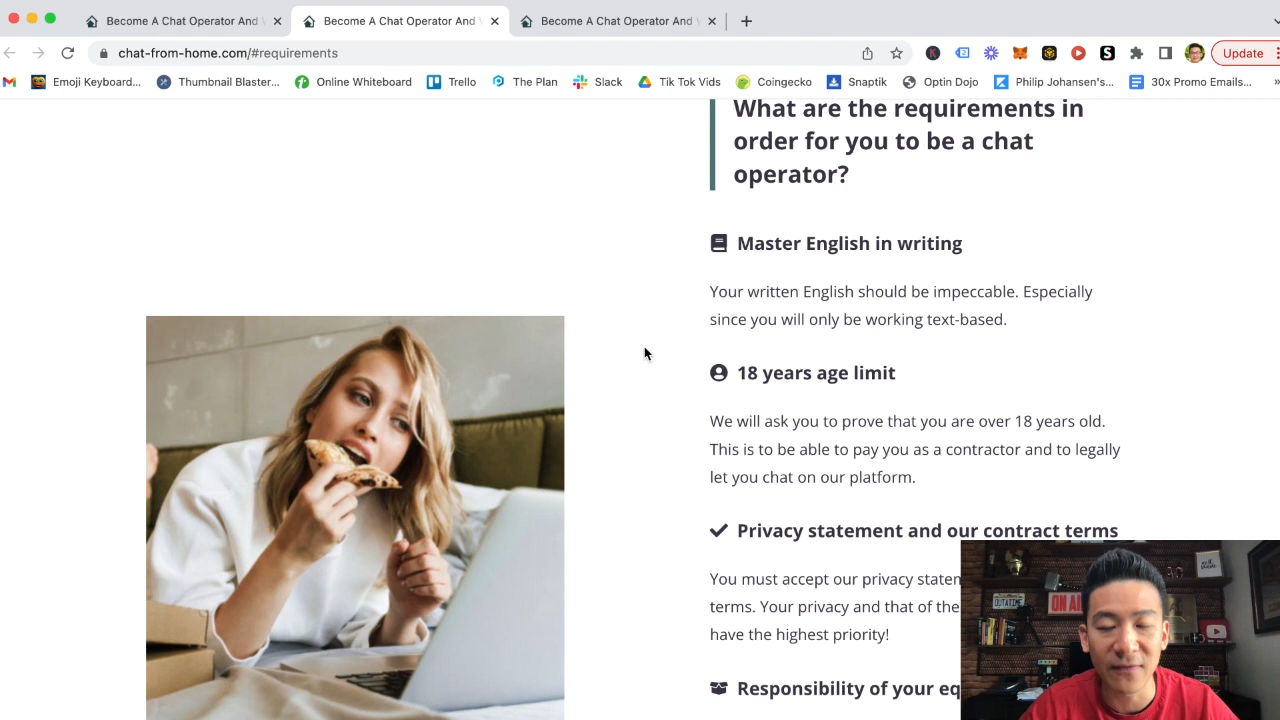 Become A Chat Operator And
Become A Chat Operator And
Become A Chat Operator And
chat-from-home.com/#requirements
Update
Emoji Keyboard...
Thumbnail Blaster...
Online Whiteboard
Trello
The Plan
Slack
Tik Tok Vids
Coingecko
Snaptik
Optin Dojo
Philip Johansen's...
30x Promo Emails...
What are the requirements in
order for you to be a chat
operator?
Master English in writing
Your written English should be impeccable. Especially
since you will only be working text-based.
18 years age limit
We will ask you to prove that you are over 18 years old.
This is to be able to pay you as a contractor and to legally
let you chat on our platform.
Privacy statement and our contract terms
You must accept our privacy staten
terms. Your privacy and that of the
have the highest priority!
Responsibility of your eq
OUTATIME
ON AI